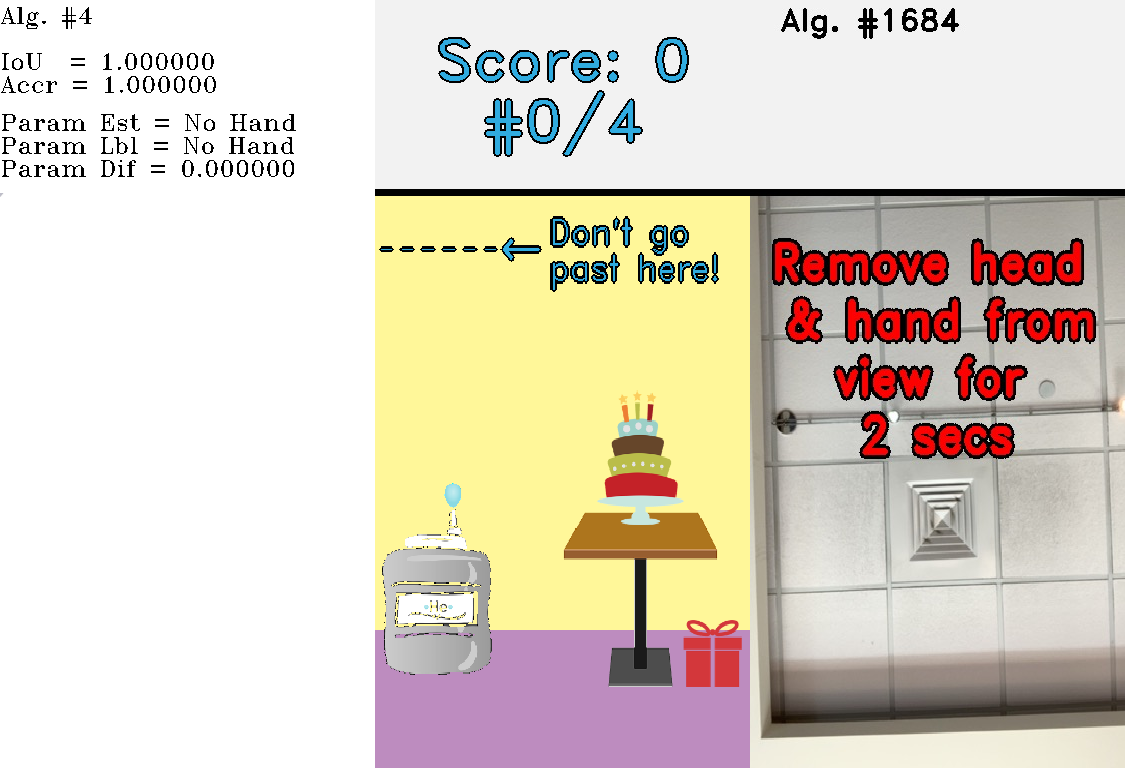 Alg. #4
IoU = 1.000000
Accr = 1.000000
Param Est = No Hand
Param Lbl = No Hand
Param Dif = 0.000000
Score: 0
#0/4
Alg. #1684
Don't go
past here!
Remove head
& hand from
view for
2 secs